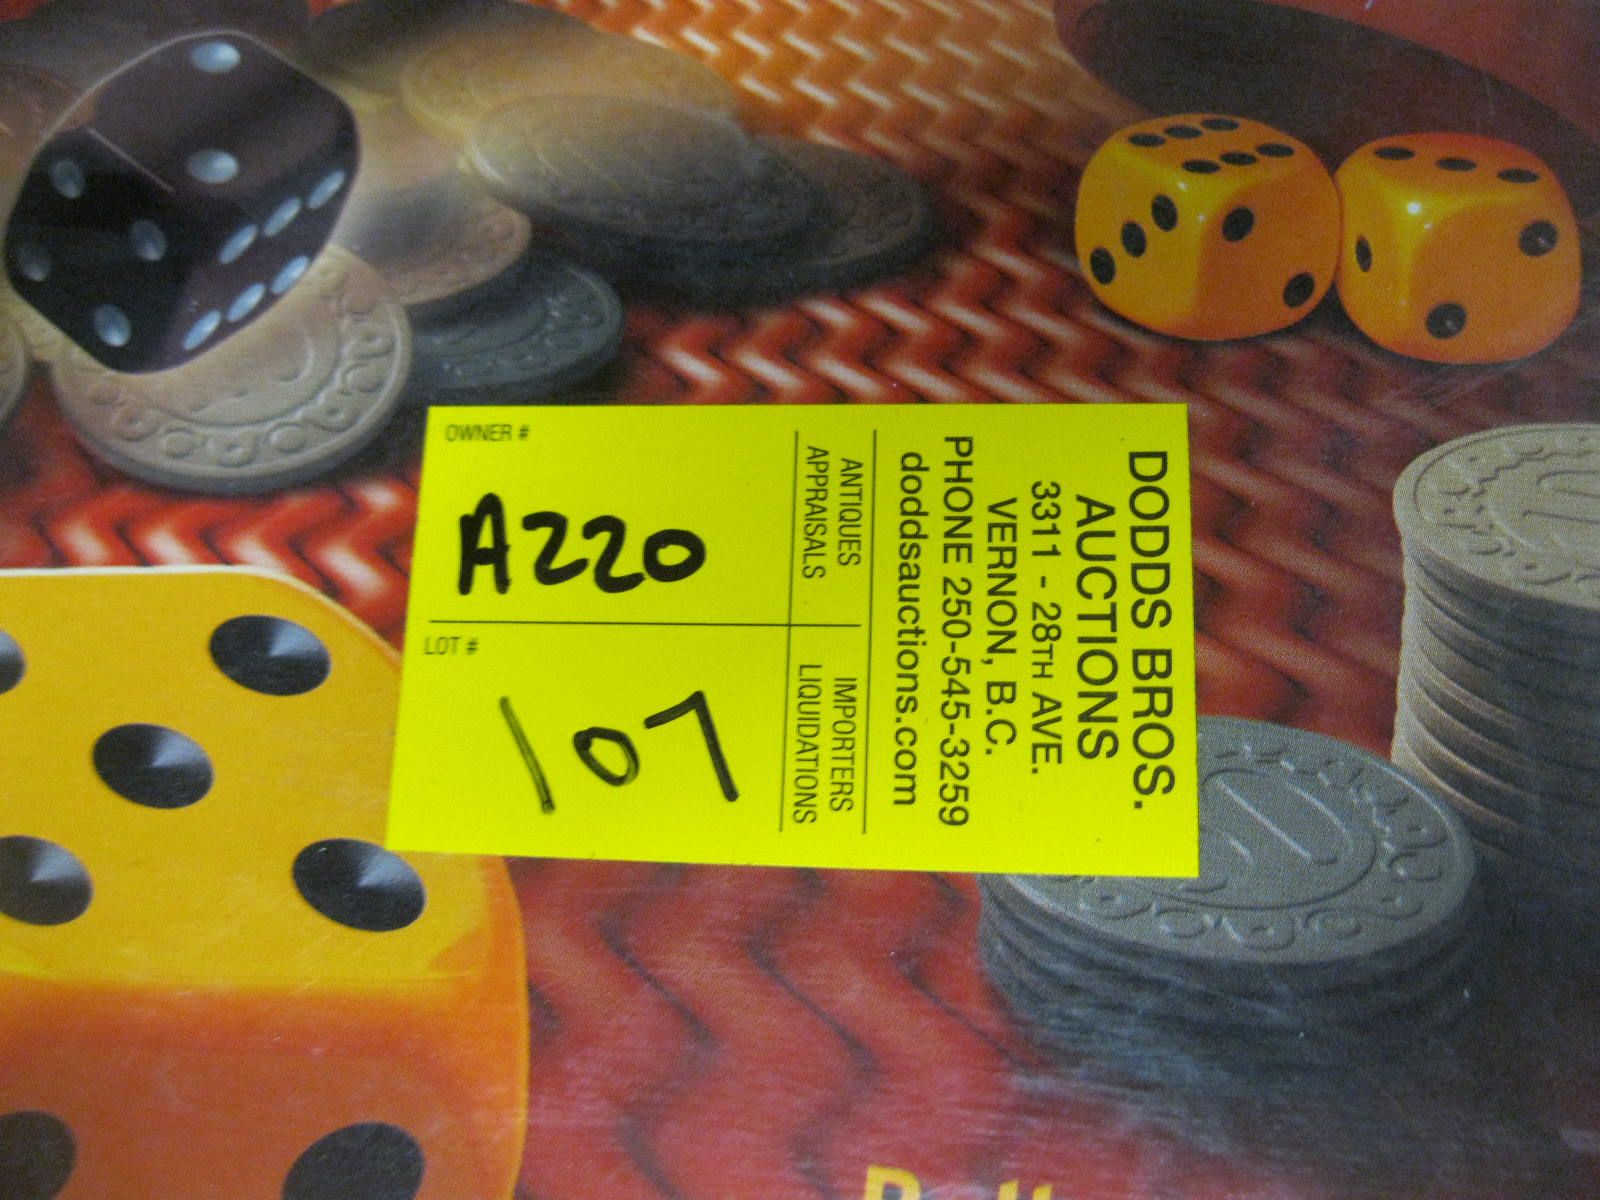 DODDS BROS.
AUCTIONS
3311 - 28TH AVE.
VERNON, B.C.
PHONE 250-545-3259
doddsauctions.com
ANTIQUES IMPORTERS
APPRAISALS LIQUIDATIONS
OWNER #
A220
LOT #
107